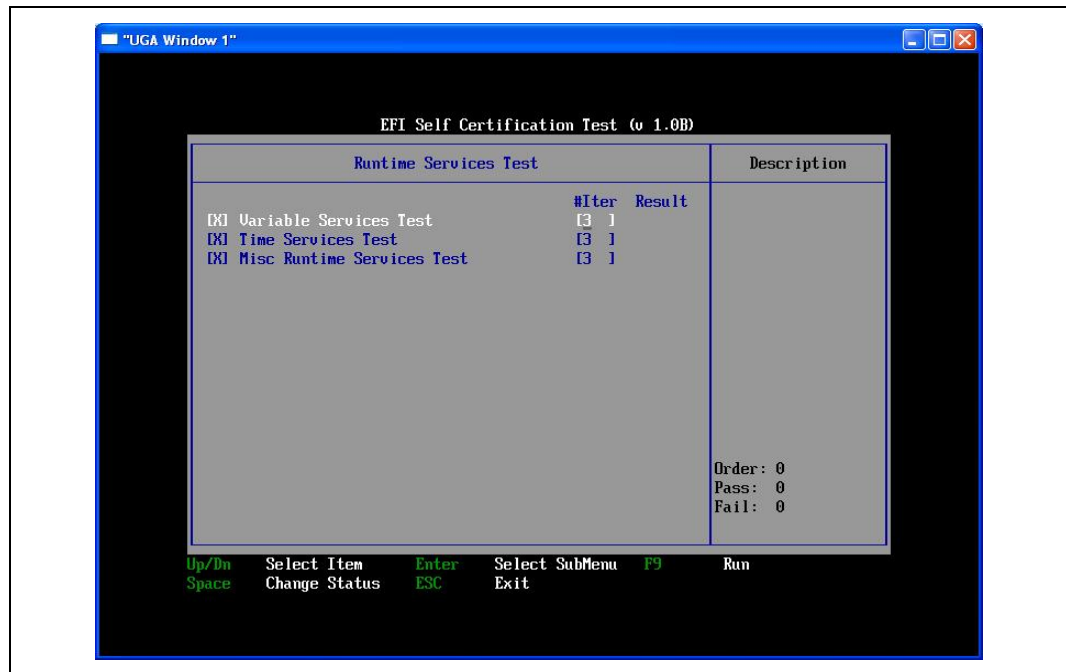 "UGA Window 1"
EFI Self Certification Test (v 1.0B)
Runtime Services Test
Description
#Iter Result
[X] Variable Services Test [3 ]
[X] Time Services Test [3 ]
[X] Misc Runtime Services Test [3 ]
Order: 0
Pass: 0
Fail: 0
Up/Dn Select Item Enter Select SubMenu F9 Run
Space Change Status ESC Exit